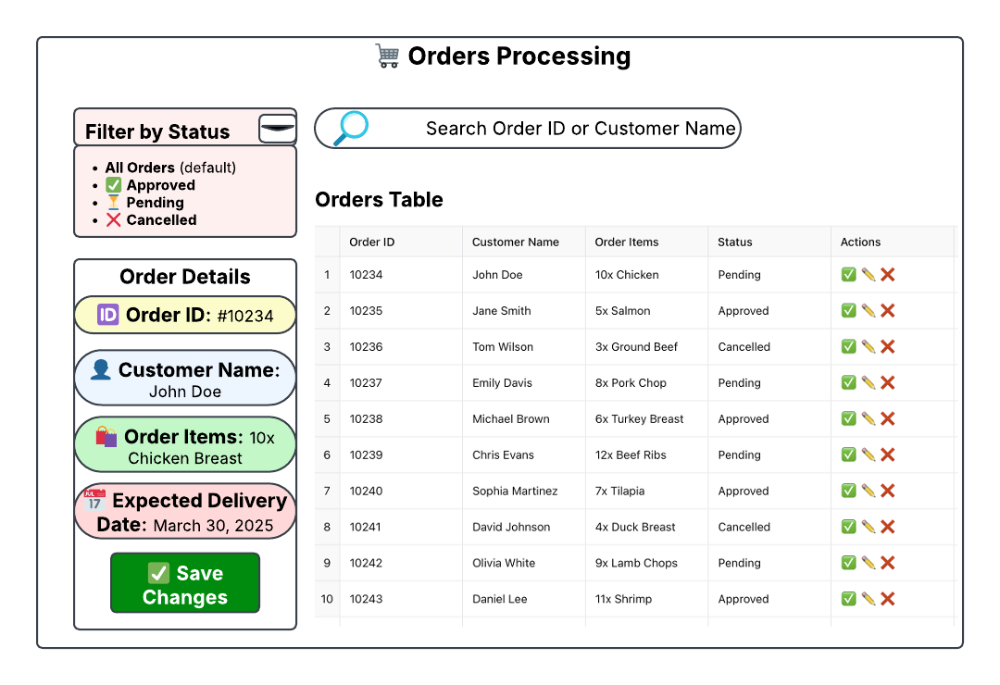 🛒 Orders Processing
Filter by Status
• All Orders (default)
• ✅ Approved
• ⏳ Pending
• ❌ Cancelled
Order Details
🆔 Order ID: #10234
👤 Customer Name:
John Doe
🛍️ Order Items: 10x
Chicken Breast
📅 Expected Delivery
Date: March 30, 2025
✅ Save
Changes
🔎 Search Order ID or Customer Name
Orders Table
Order ID Customer Name Order Items Status Actions
1 10234 John Doe 10x Chicken Pending ✅ ✏️ ❌
2 10235 Jane Smith 5x Salmon Approved ✅ ✏️ ❌
3 10236 Tom Wilson 3x Ground Beef Cancelled ✅ ✏️ ❌
4 10237 Emily Davis 8x Pork Chop Pending ✅ ✏️ ❌
5 10238 Michael Brown 6x Turkey Breast Approved ✅ ✏️ ❌
6 10239 Chris Evans 12x Beef Ribs Pending ✅ ✏️ ❌
7 10240 Sophia Martinez 7x Tilapia Approved ✅ ✏️ ❌
8 10241 David Johnson 4x Duck Breast Cancelled ✅ ✏️ ❌
9 10242 Olivia White 9x Lamb Chops Pending ✅ ✏️ ❌
10 10243 Daniel Lee 11x Shrimp Approved ✅ ✏️ ❌